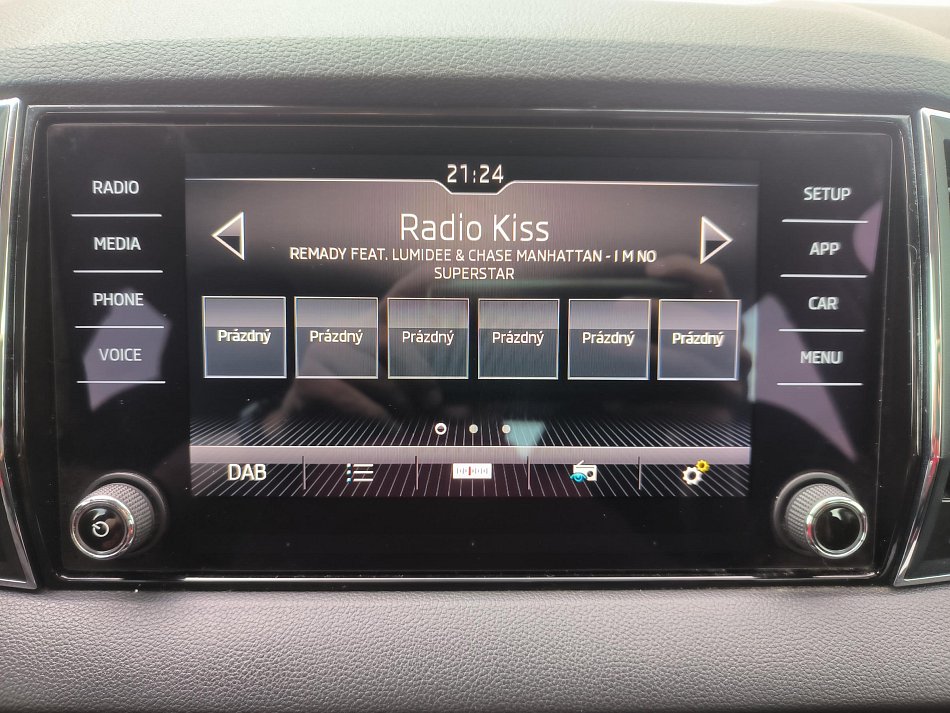 21:24
RADIO
MEDIA
PHONE
VOICE
Radio Kiss
REMADY FEAT. LUMIDEE & CHASE MANHATTAN - I M NO
SUPERSTAR
Prázdný Prázdný Prázdný Prázdný Prázdný Prázdný
DAB
SETUP
APP
CAR
MENU